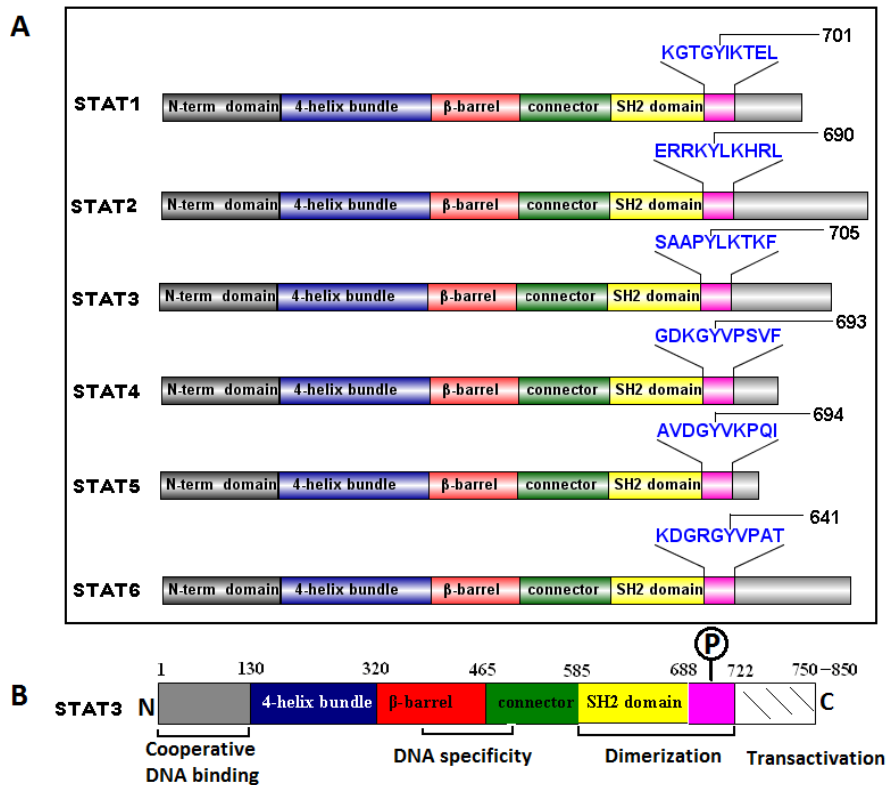 A
701
KGTGYIKTEL
STAT1 N-term domain 4-helix bundle β-barrel connector SH2 domain
690
ERRKYLKHRL
STAT2 N-term domain 4-helix bundle β-barrel connector SH2 domain
705
SAAPYLKTKF
STAT3 N-term domain 4-helix bundle β-barrel connector SH2 domain
693
GDKGYVPSVF
STAT4 N-term domain 4-helix bundle β-barrel connector SH2 domain
694
AVDGYVKPQI
STAT5 N-term domain 4-helix bundle β-barrel connector SH2 domain
641
KDGRGYVPAT
STAT6 N-term domain 4-helix bundle β-barrel connector SH2 domain
P
B
1 130 320 465 585 688 722 750–850
STAT3 N 4-helix bundle β-barrel connector SH2 domain C
Cooperative
DNA binding
DNA specificity
Dimerization
Transactivation